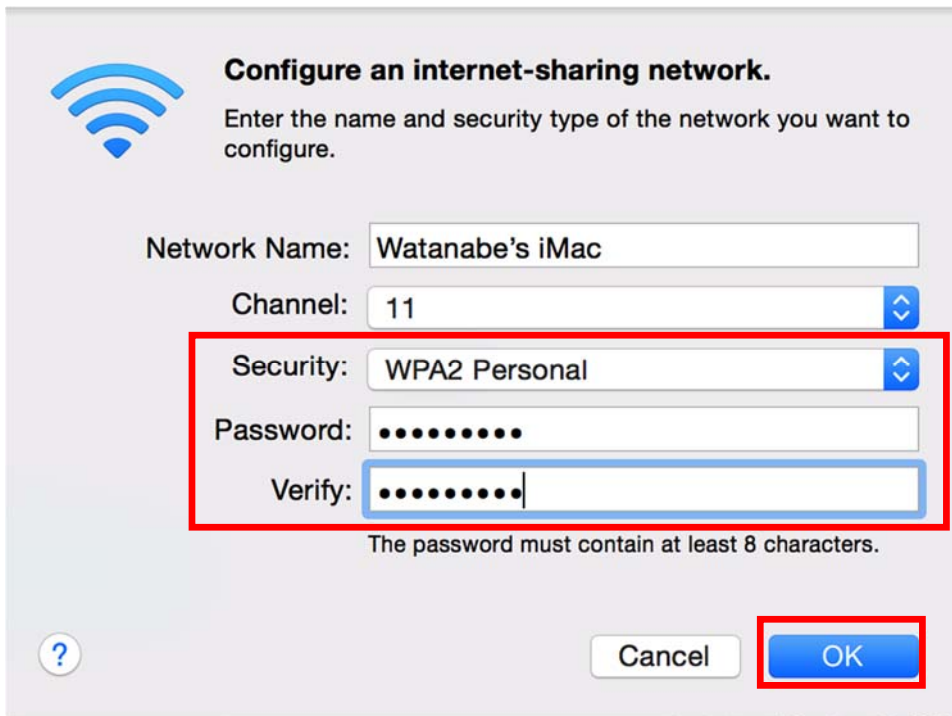 Configure an internet-sharing network.
Enter the name and security type of the network you want to
configure.
Network Name: Watanabe’s iMac
Channel: 11
Security: WPA2 Personal
Password: •••••••••
Verify: •••••••••
The password must contain at least 8 characters.
? Cancel OK